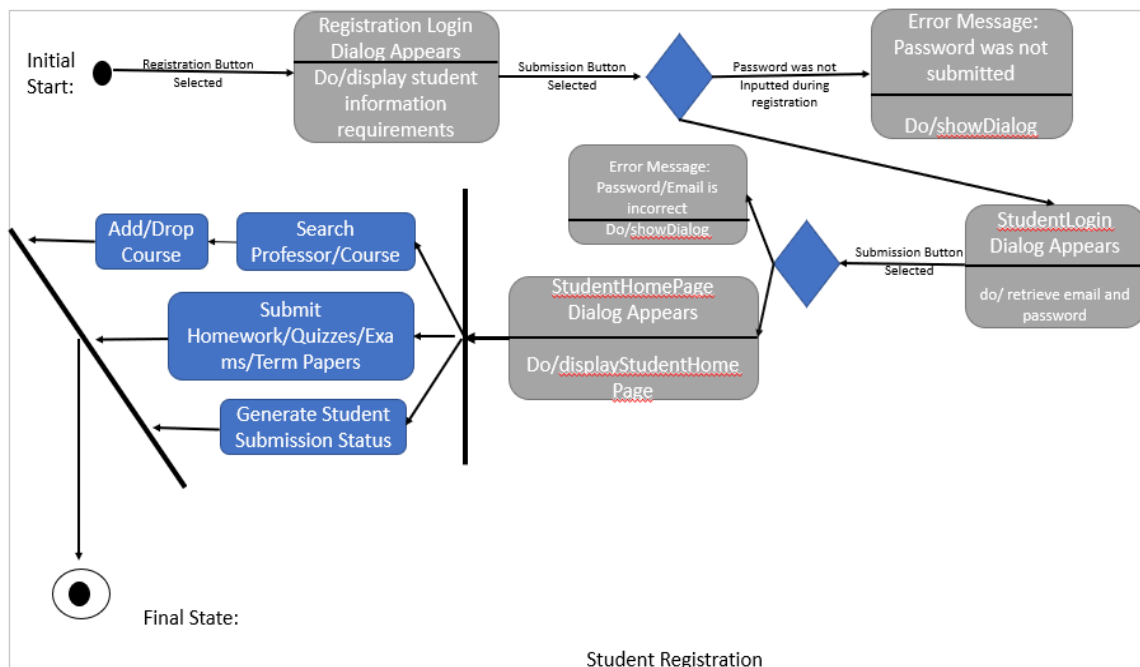 Initial
Start:
Registration Button
Selected
Registration Login
Dialog Appears
Do/display student
information
requirements
Submission Button
Selected
Password was not
Inputted during
registration
Error Message:
Password was not
submitted
Do/showDialog
Error Message:
Password/Email is
incorrect
Do/showDialog
StudentLogin
Dialog Appears
do/ retrieve email and
password
Submission Button
Selected
StudentHomePage
Dialog Appears
Do/displayStudentHome
Page
Search
Professor/Course
Add/Drop
Course
Submit
Homework/Quizzes/Exa
ms/Term Papers
Generate Student
Submission Status
Final State:
Student Registration